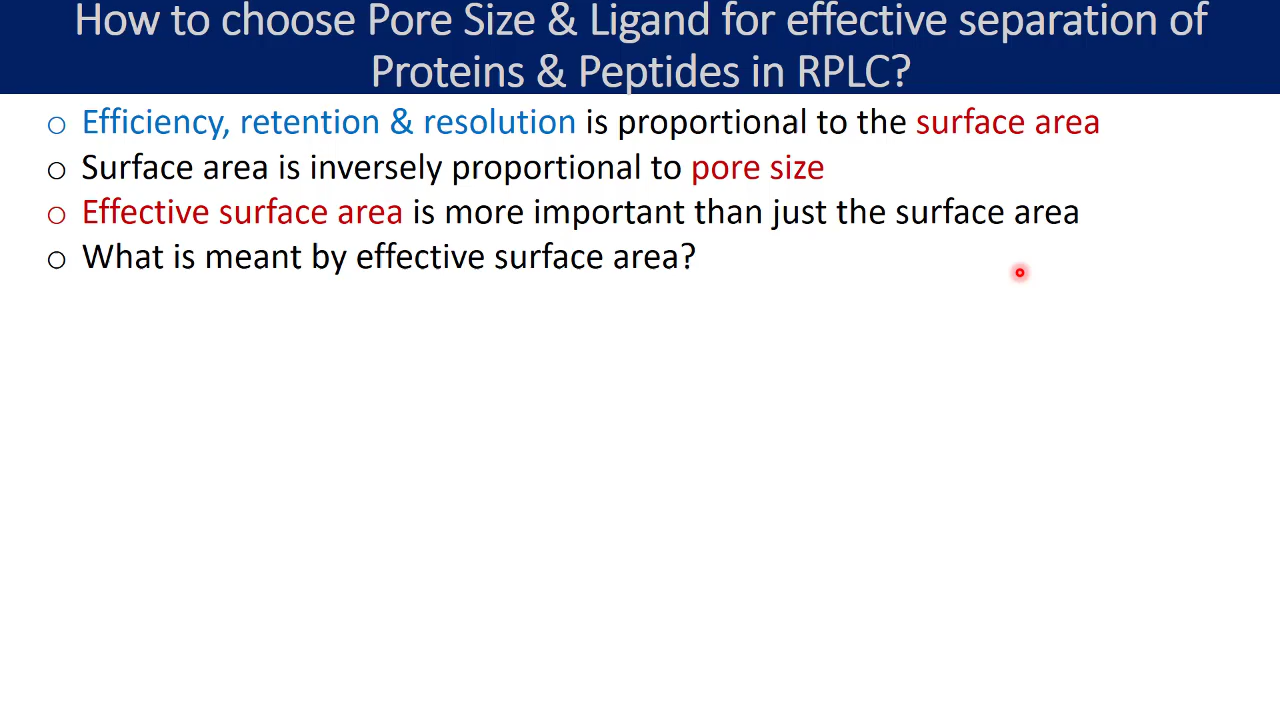 How to choose Pore Size & Ligand for effective separation of
Proteins & Peptides in RPLC?
o Efficiency, retention & resolution is proportional to the surface area
o Surface area is inversely proportional to pore size
o Effective surface area is more important than just the surface area
o What is meant by effective surface area?